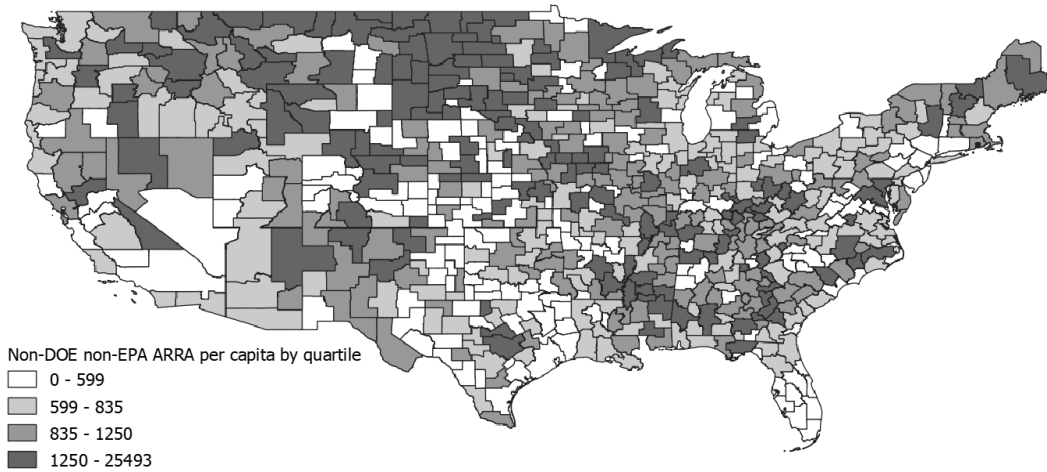 Non-DOE non-EPA ARRA per capita by quartile
0 - 599
599 - 835
835 - 1250
1250 - 25493